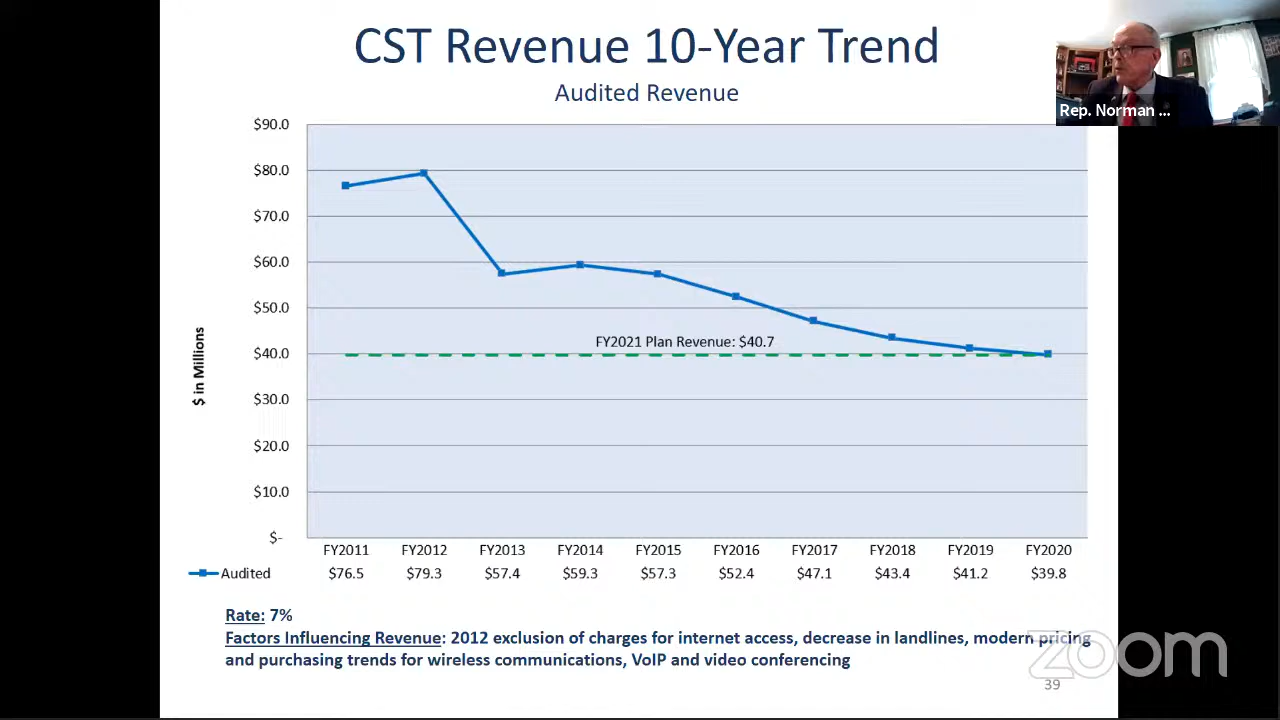 CST Revenue 10-Year Trend
Audited Revenue
Rep. Norman ...
$90.0
$80.0
$70.0
$60.0
$50.0
$40.0
$30.0
$20.0
$10.0
$-
$ in Millions
FY2021 Plan Revenue: $40.7
FY2011 FY2012 FY2013 FY2014 FY2015 FY2016 FY2017 FY2018 FY2019 FY2020
Audited $76.5 $79.3 $57.4 $59.3 $57.3 $52.4 $47.1 $43.4 $41.2 $39.8
Rate: 7%
Factors Influencing Revenue: 2012 exclusion of charges for internet access, decrease in landlines, modern pricing
and purchasing trends for wireless communications, VoIP and video conferencing
zoom
39